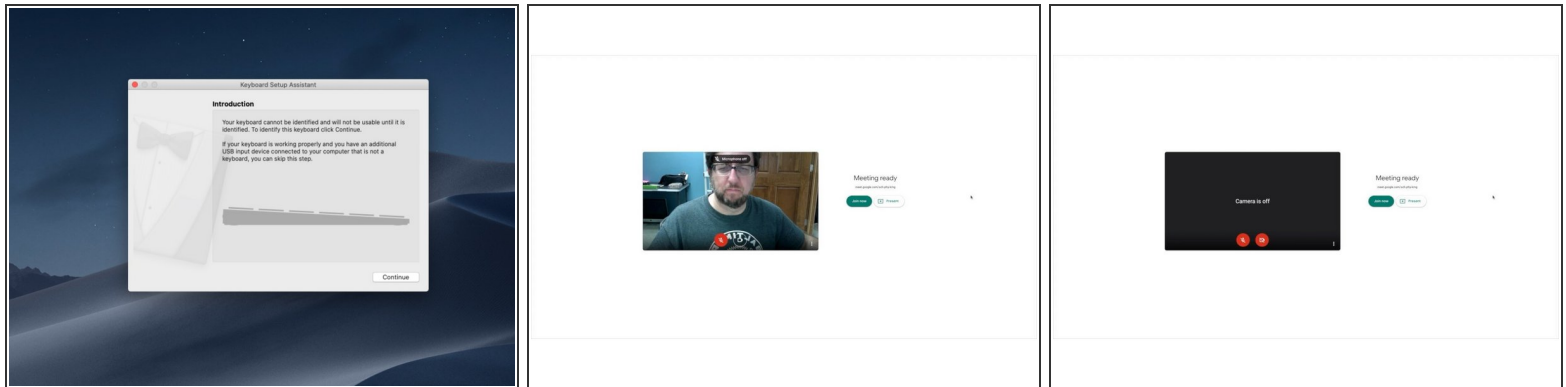 Keyboard Setup Assistant
Introduction
Your keyboard cannot be identified and will not be usable until it is
identified. To identify this keyboard click Continue.
If your keyboard is working properly and you have an additional
USB input device connected to your computer that is not a
keyboard, you can skip this step.
Continue
Microphone off
Meeting ready
Join now
Present
Camera is off
Meeting ready
Join now
Present